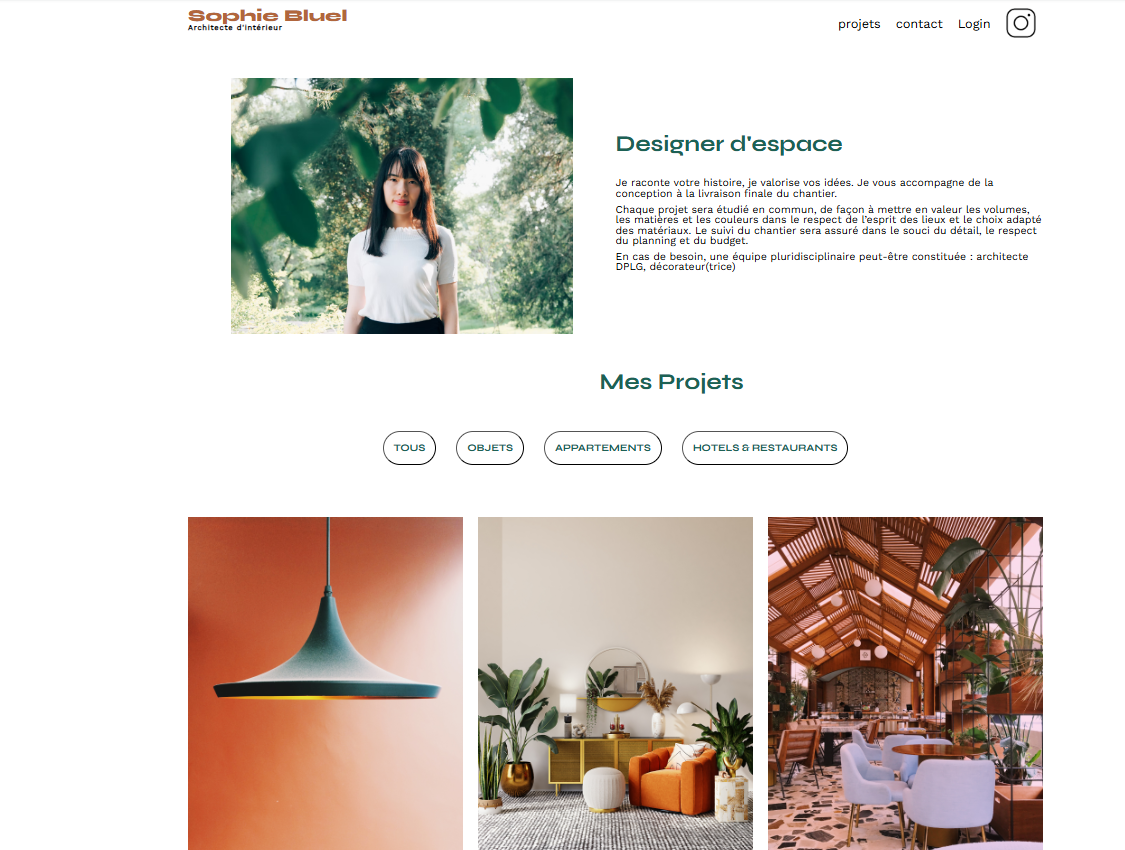 Sophie Bluel
Architecte d'intérieur
projets contact Login
Designer d'espace
Je raconte votre histoire, je valorise vos idées. Je vous accompagne de la
conception à la livraison finale du chantier.
Chaque projet sera étudié en commun, de façon à mettre en valeur les volumes,
les matières et les couleurs dans le respect de l'esprit des lieux et le choix adapté
des matériaux. Le suivi du chantier sera assuré dans le souci du détail, le respect
du planning et du budget.
En cas de besoin, une équipe pluridisciplinaire peut-être constituée : architecte
DPLG, décorateur(trice)
Mes Projets
TOUS OBJETS APPARTEMENTS HOTELS & RESTAURANTS